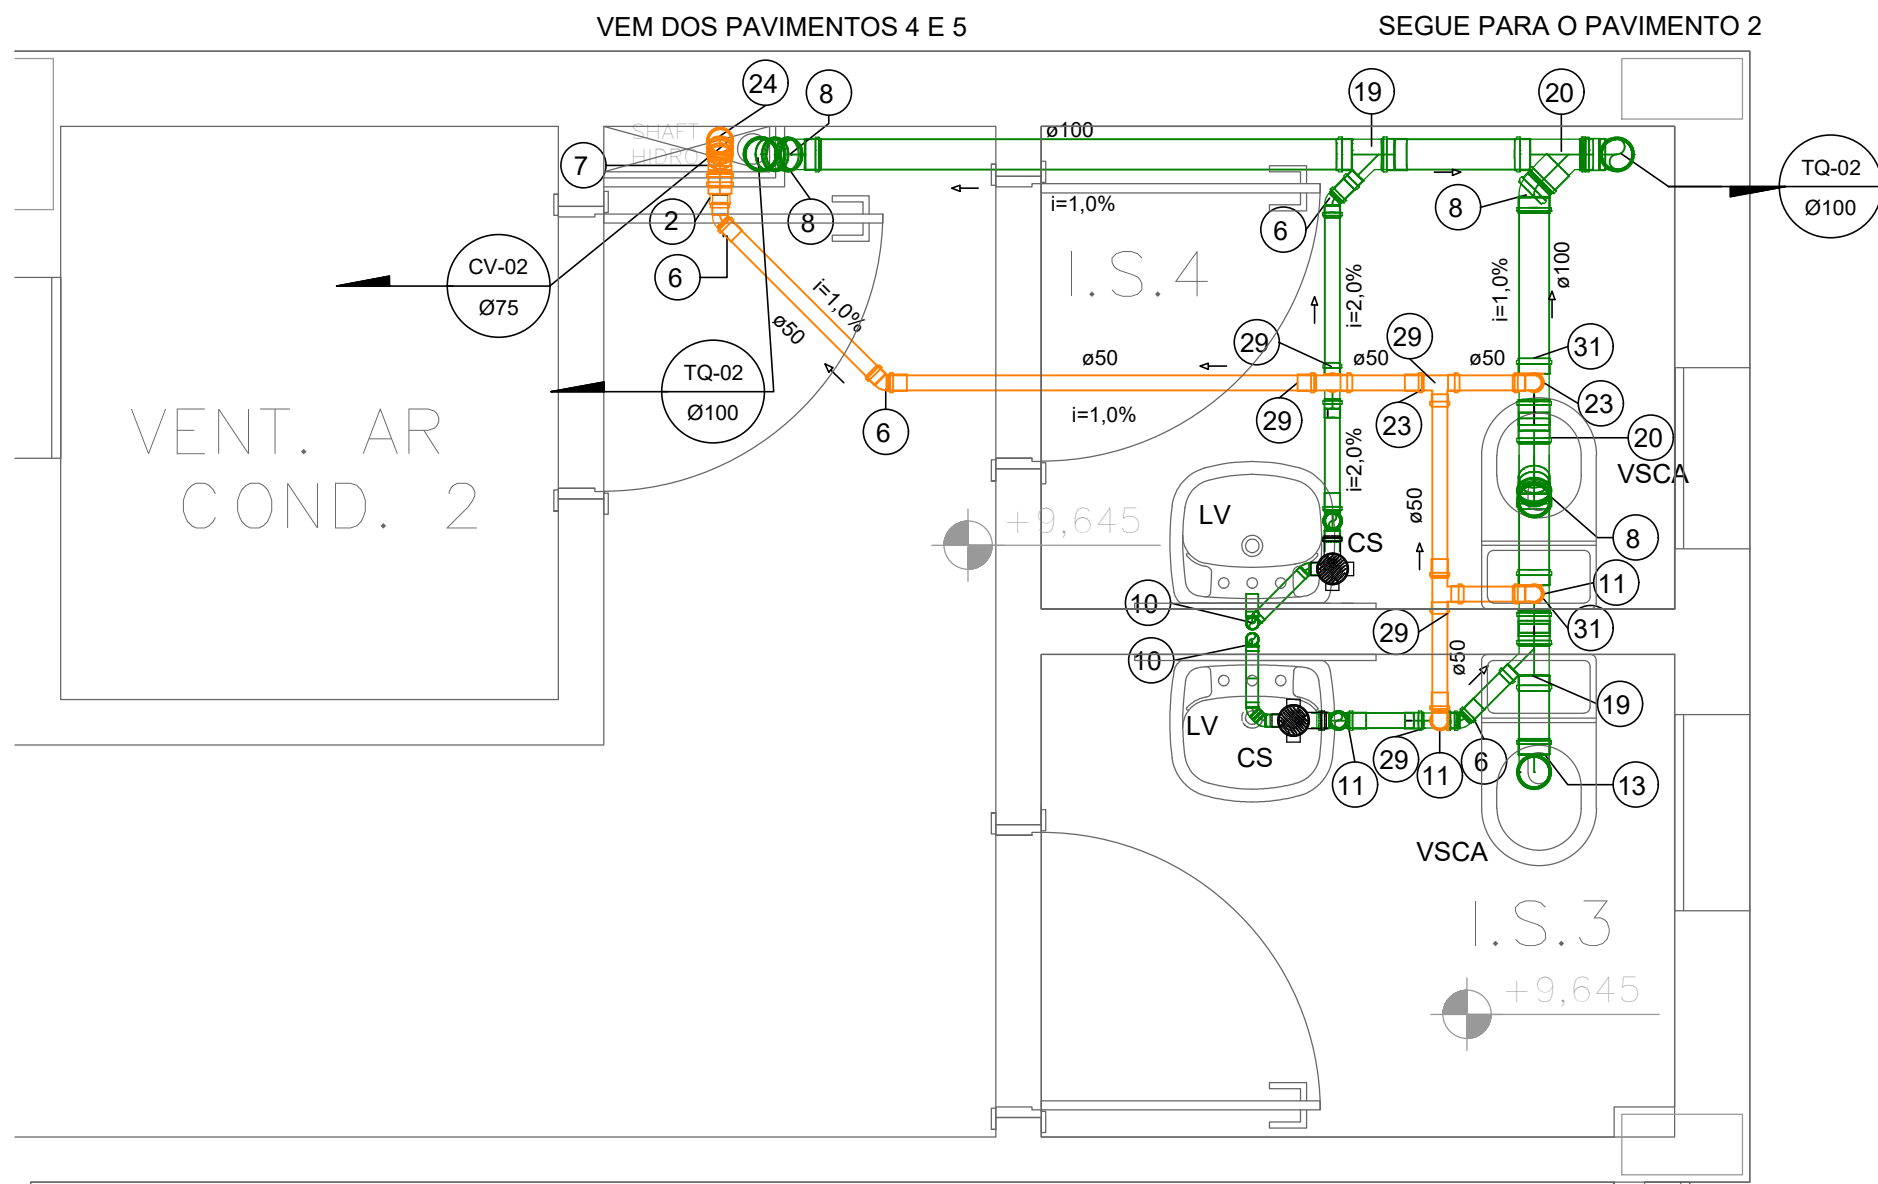 VEM DOS PAVIMENTOS 4 E 5
SEGUE PARA O PAVIMENTO 2
24
8
19
20
SHAFT
HIDRO
ø100
7
TQ-02
Ø100
i=1,0%
2
8
6
8
6
CV-02
Ø75
I.S.4
i=1,0%
ø50
i=2,0%
i=1,0%
ø100
29
29
31
TQ-02
Ø100
ø50
ø50
ø50
i=1,0%
6
29
23
23
VENT. AR
COND. 2
i=2,0%
20
VSCA
ø50
LV
+9,645
CS
8
10
11
29
31
10
ø50
LV
CS
19
11
29
11
6
13
VSCA
I.S.3
+9,645